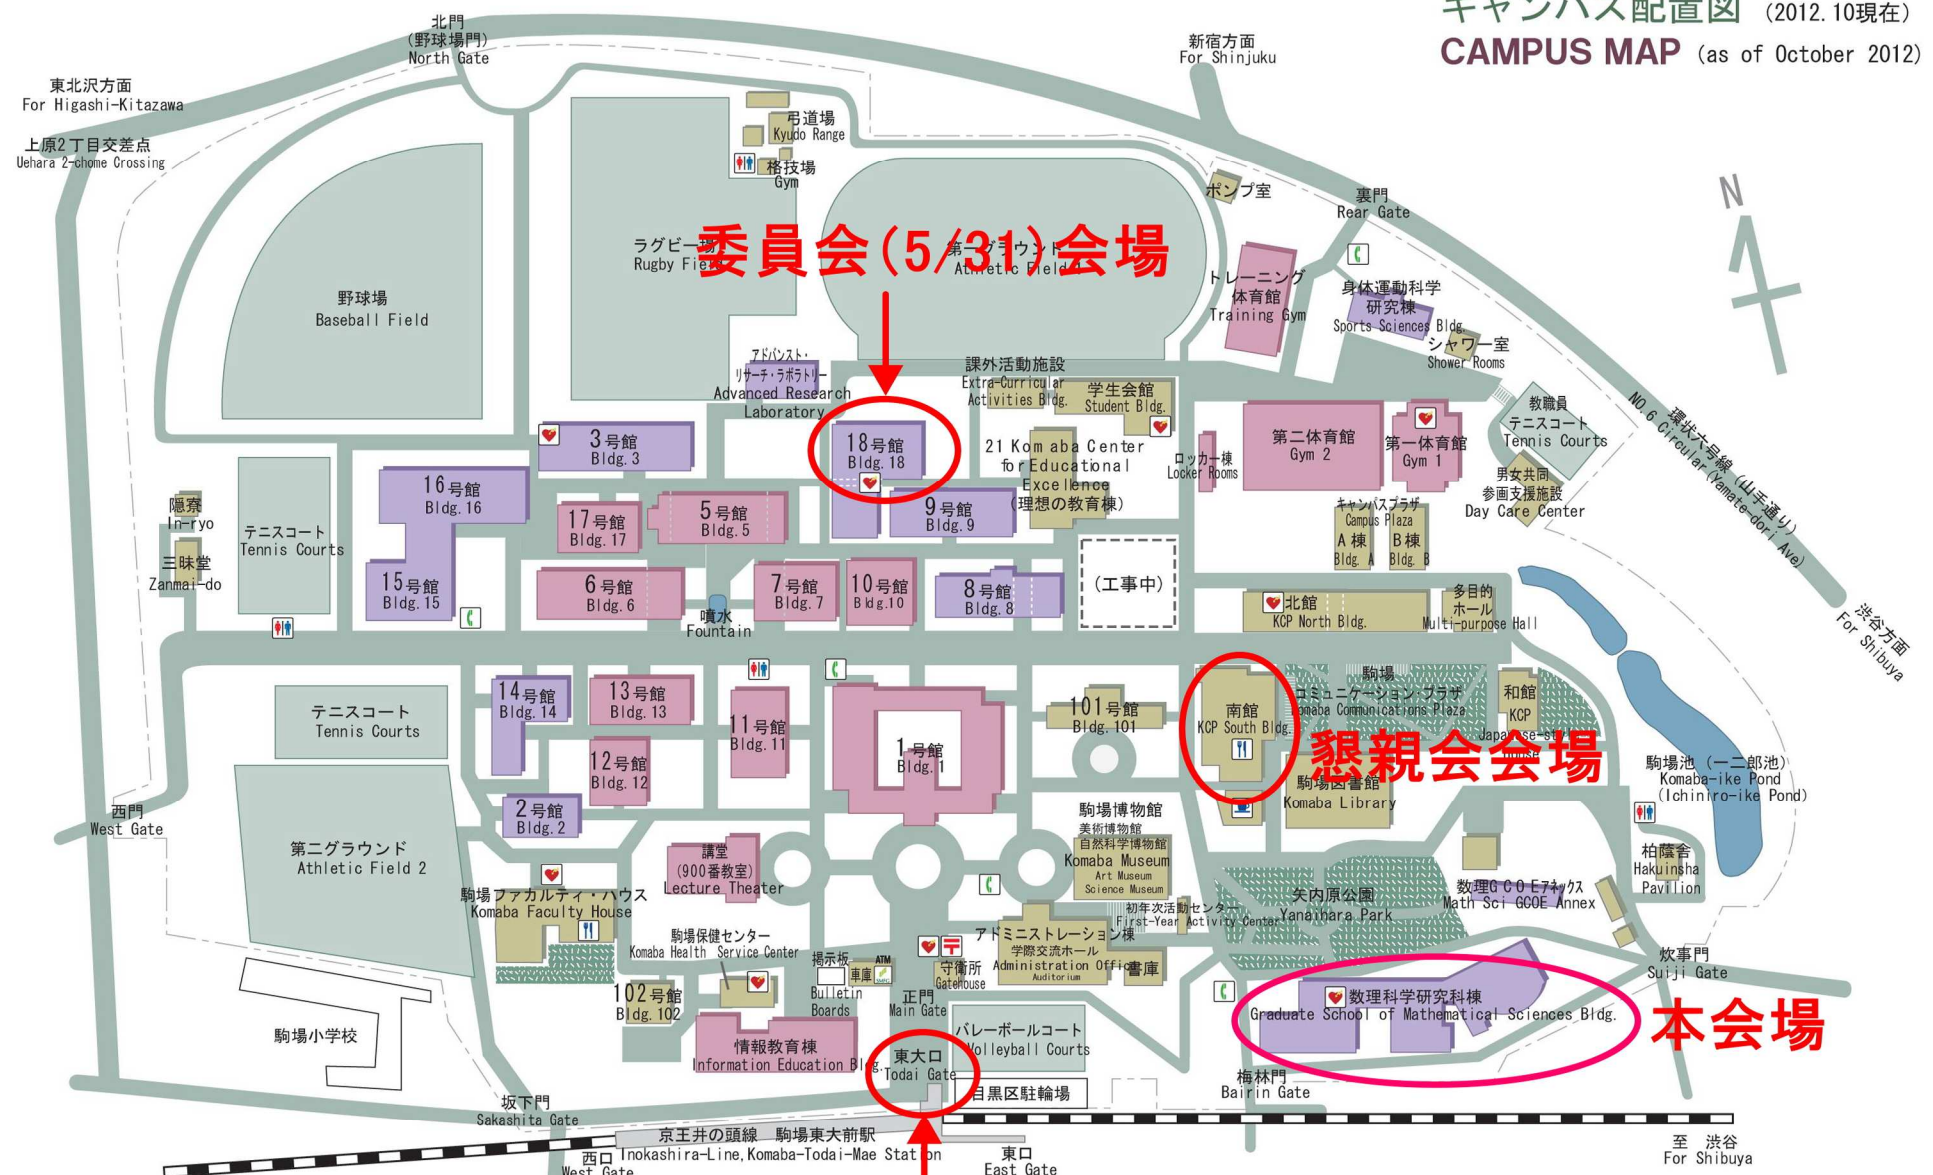 キャンパス配置図 (2012.10現在)
CAMPUS MAP (as of October 2012)
北門
(野球場門)
North Gate
新宿方面
For Shinjuku
東北沢方面
For Higashi-Kitazawa
上原2丁目交差点
Uehara 2-chome Crossing
弓道場
Kyudo Range
格技場
Gym
ポンプ室
裏門
Rear Gate
N
ラグビー場
Rugby Field
委員会(5/31)会場
第一グラウンド
Athletic Field 1
野球場
Baseball Field
トレーニング
体育館
Training Gym
身体運動科学
研究棟
Sports Sciences Bldg.
シャワー室
Shower Rooms
アドバンスト・
リサーチ・ラボラトリー
Advanced Research
Laboratory
課外活動施設
Extra-Curricular
Activities Bldg.
学生会館
Student Bldg.
教職員
テニスコート
Tennis Courts
環状六号線(山手通り)
NO.6 Circular (Yamate-dori Ave)
3号館
Bldg.3
18号館
Bldg.18
21 Komaba Center
for Educational
Excellence
(理想の教育棟)
ロッカー棟
Locker Rooms
第二体育館
Gym 2
第一体育館
Gym 1
男女共同
参画支援施設
Day Care Center
16号館
Bldg.16
隠寮
In-ryo
テニスコート
Tennis Courts
17号館
Bldg.17
5号館
Bldg.5
9号館
Bldg.9
キャンパスプラザ
Campus Plaza
A棟
Bldg. A
B棟
Bldg. B
三昧堂
Zanmai-do
15号館
Bldg.15
6号館
Bldg.6
7号館
Bldg.7
10号館
Bldg.10
8号館
Bldg.8
(工事中)
噴水
Fountain
北館
KCP North Bldg.
多目的
ホール
Multi-purpose Hall
渋谷方面
For Shibuya
14号館
Bldg.14
13号館
Bldg.13
11号館
Bldg.11
12号館
Bldg.12
1号館
Bldg.1
101号館
Bldg.101
南館
KCP South Bldg.
駒場
コミュニケーション・プラザ
Komaba Communications Plaza
和館
KCP
Japanese-style
House
テニスコート
Tennis Courts
懇親会会場
駒場図書館
Komaba Library
駒場池(一二郎池)
Komaba-ike Pond
(Ichiniro-ike Pond)
西門
West Gate
2号館
Bldg.2
第二グラウンド
Athletic Field 2
講堂
(900番教室)
Lecture Theater
駒場博物館
美術博物館
自然科学博物館
Komaba Museum
Art Museum
Science Museum
柏蔭舎
Hakuinsha
Pavilion
駒場ファカルティ・ハウス
Komaba Faculty House
矢内原公園
Yanaihara Park
数理GCOEアネックス
Math Sci GCOE Annex
初年次活動センター
First-Year Activity Center
駒場保健センター
Komaba Health Service Center
掲示板
Bulletin
Boards
車庫
ATM
守衛所
Gatehouse
アドミニストレーション棟
学際交流ホール
Administration Office
Auditorium
書庫
炊事門
Suiji Gate
102号館
Bldg.102
正門
Main Gate
数理科学研究科棟
Graduate School of Mathematical Sciences Bldg.
本会場
駒場小学校
情報教育棟
Information Education Bldg.
東大口
Todai Gate
バレーボールコート
Volleyball Courts
目黒区駐輪場
梅林門
Bairin Gate
坂下門
Sakashita Gate
京王井の頭線 駒場東大前駅
Inokashira-Line, Komaba-Todai-Mae Station
西口
West Gate
東口
East Gate
至 渋谷
For Shibuya